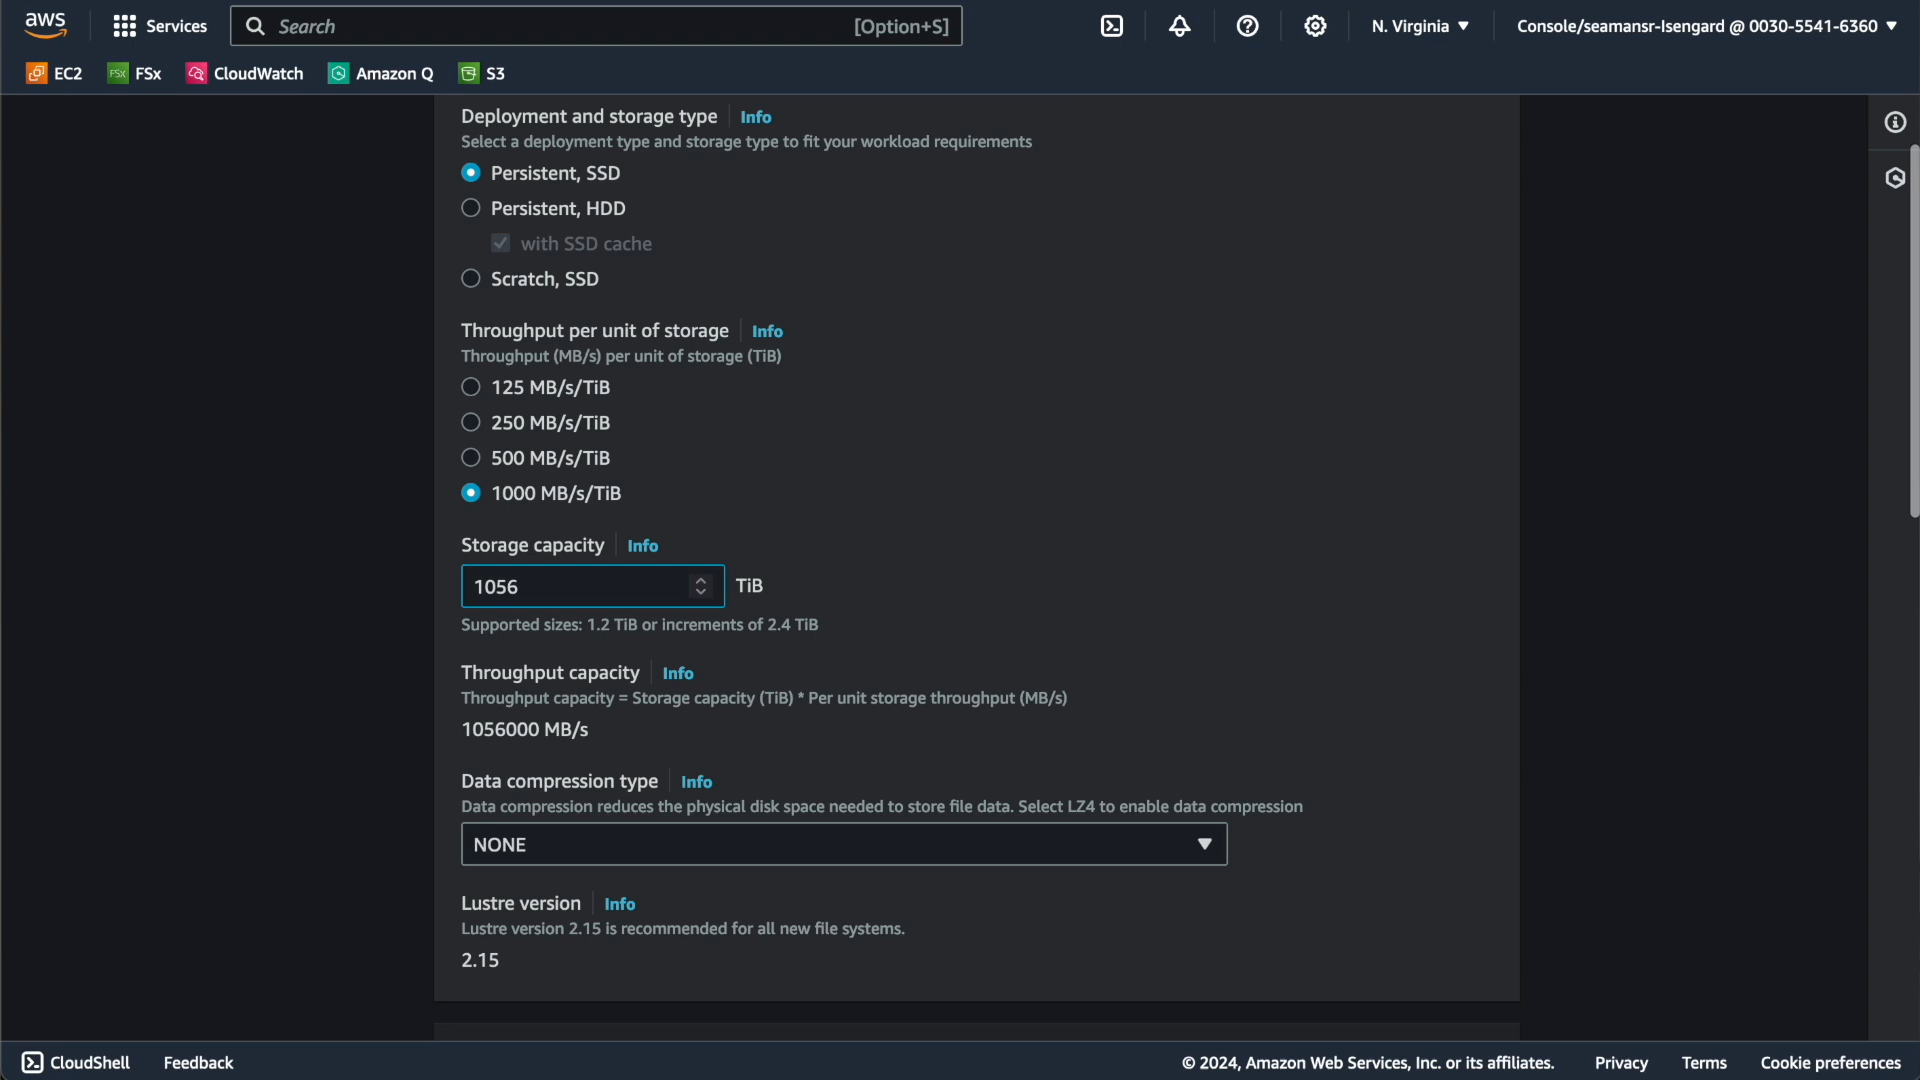 aws
Services
Search
[Option+S]
N. Virginia
Console/seamansr-Isengard @ 0030-5541-6360
EC2
FSx
FSx
CloudWatch
Amazon Q
S3
Deployment and storage type
Info
Select a deployment type and storage type to fit your workload requirements
Persistent, SSD
Persistent, HDD
with SSD cache
Scratch, SSD
Throughput per unit of storage
Info
Throughput (MB/s) per unit of storage (TiB)
125 MB/s/TiB
250 MB/s/TiB
500 MB/s/TiB
1000 MB/s/TiB
Storage capacity
Info
1056
TiB
Supported sizes: 1.2 TiB or increments of 2.4 TiB
Throughput capacity
Info
Throughput capacity = Storage capacity (TiB) * Per unit storage throughput (MB/s)
1056000 MB/s
Data compression type
Info
Data compression reduces the physical disk space needed to store file data. Select LZ4 to enable data compression
NONE
Lustre version
Info
Lustre version 2.15 is recommended for all new file systems.
2.15
CloudShell
Feedback
© 2024, Amazon Web Services, Inc. or its affiliates.
Privacy
Terms
Cookie preferences